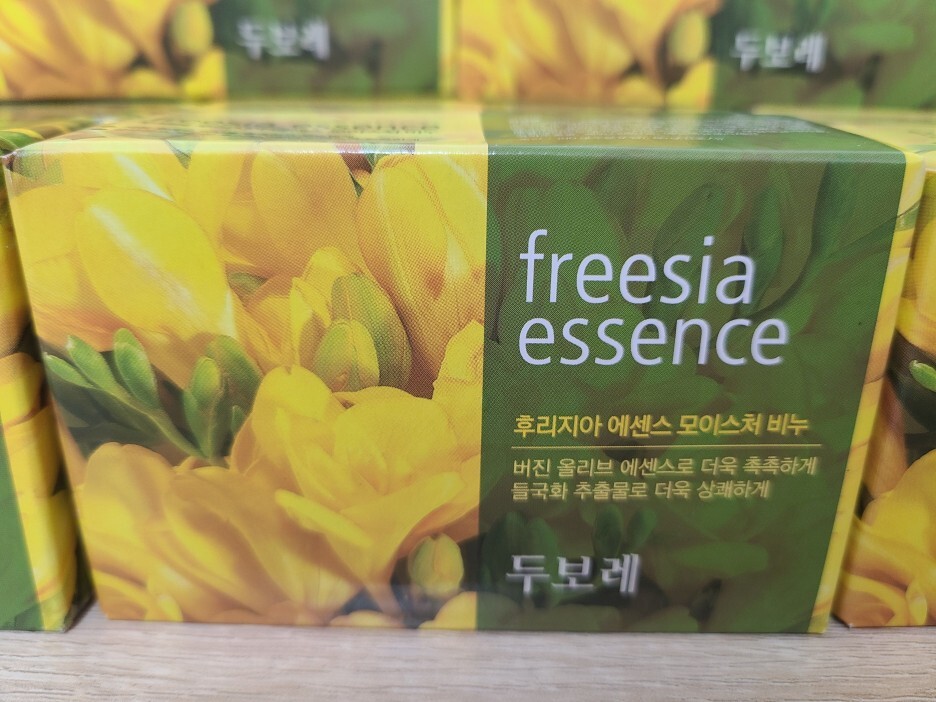 두보레
두보레
freesia
essence
후리지아 에센스 모이스처 비누
버진 올리브 에센스로 더욱 촉촉하게
들국화 추출물로 더욱 상쾌하게
두보레